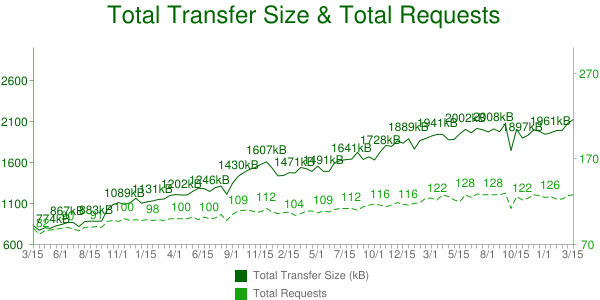 Total Transfer Size & Total Requests
2600
2100
1600
1100
600
270
170
70
774kB
867kB
883kB
1089kB
1131kB
1202kB
1246kB
1430kB
1607kB
1471kB
1491kB
1641kB
1728kB
1889kB
1941kB
2002kB
2008kB
1897kB
1961kB
100 98 100 100 109 112 104 109 112 116 116 122 128 128 122 126
3/15 6/1 8/15 11/1 1/15 4/1 6/15 9/1 11/15 2/1 5/1 7/15 10/1 12/15 3/1 5/15 8/1 10/15 1/1 3/15
Total Transfer Size (kB)
Total Requests